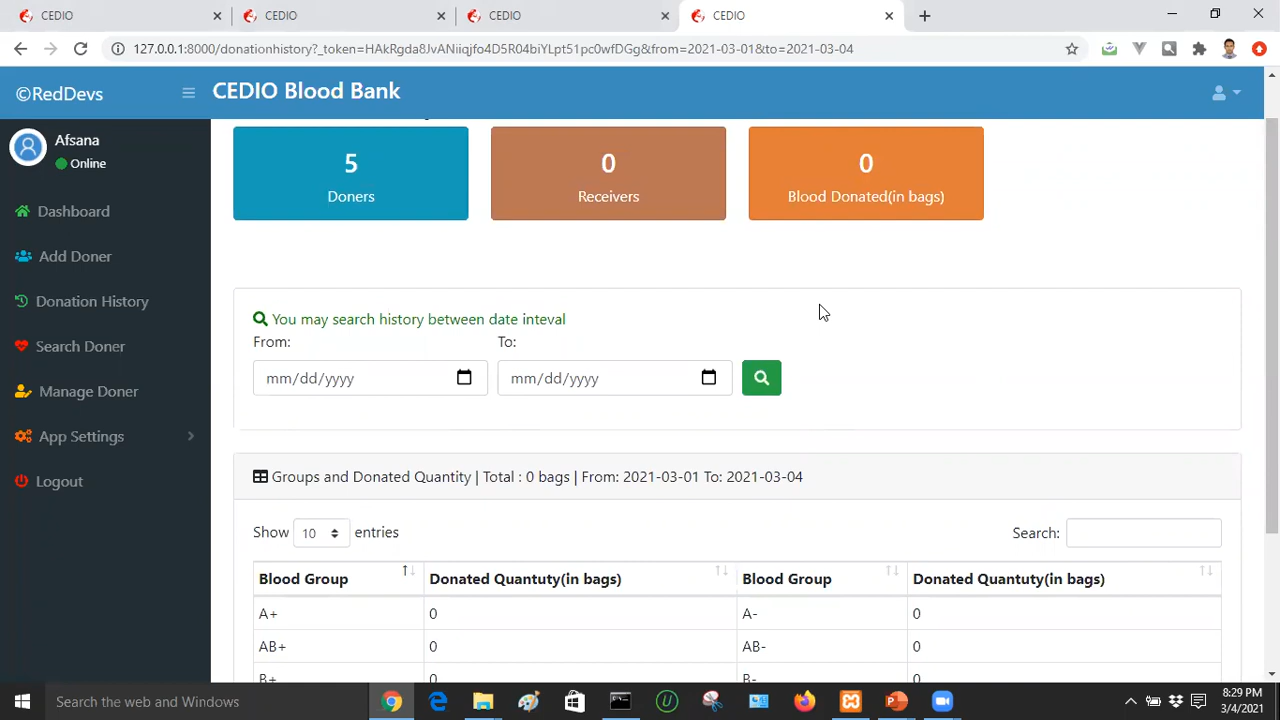 CEDIO
CEDIO
CEDIO
CEDIO
127.0.0.1:8000/donationhistory?_token=HAkRgda8JvANiiqjfo4D5R04biYLpt51pc0wfDGg&from=2021-03-01&to=2021-03-04
©RedDevs
CEDIO Blood Bank
Afsana
Online
Dashboard
Add Doner
Donation History
Search Doner
Manage Doner
App Settings
Logout
5
Doners
0
Receivers
0
Blood Donated(in bags)
You may search history between date inteval
From:
To:
mm/dd/yyyy
mm/dd/yyyy
Groups and Donated Quantity | Total : 0 bags | From: 2021-03-01 To: 2021-03-04
Show 10 entries
Search:
Blood Group Donated Quantuty(in bags) Blood Group Donated Quantuty(in bags)
A+ 0 A- 0
AB+ 0 AB- 0
B+ 0 B- 0
Search the web and Windows
8:29 PM
3/4/2021